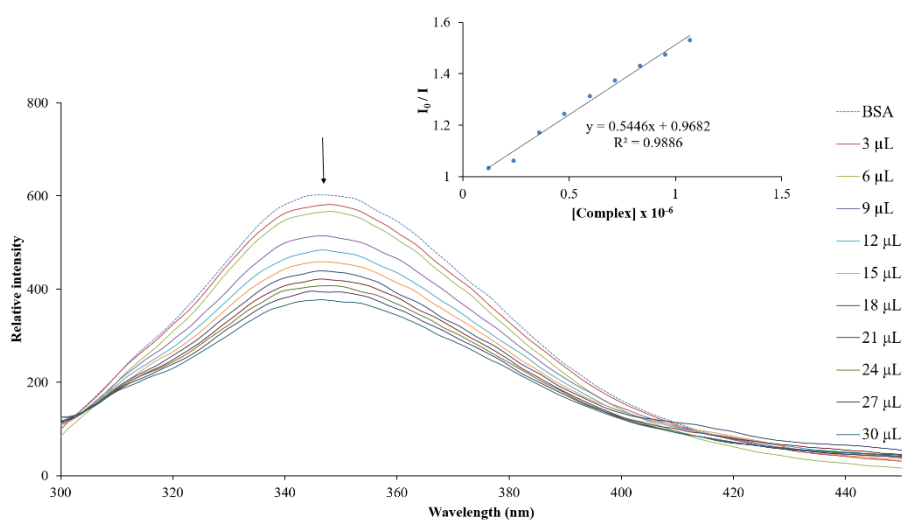 1.6
1.4
1.2
1
0
0.5
1
1.5
I₀ / I
[Complex] x 10⁻⁶
y = 0.5446x + 0.9682
R² = 0.9886
800
600
400
200
0
Relative intensity
300
320
340
360
380
400
420
440
Wavelength (nm)
BSA
3 µL
6 µL
9 µL
12 µL
15 µL
18 µL
21 µL
24 µL
27 µL
30 µL